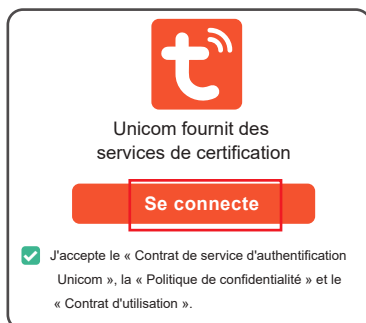 Unicom fournit des
services de certification
Se connecte
J'accepte le « Contrat de service d'authentification
Unicom », la « Politique de confidentialité » et le
« Contrat d'utilisation ».